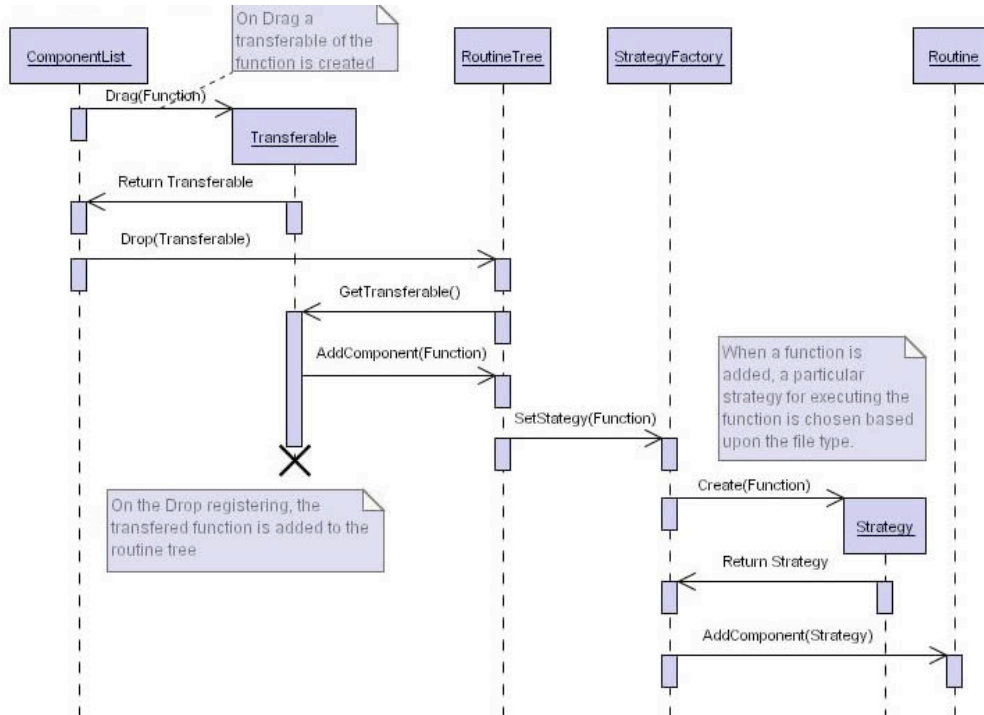 On Drag a
transferable of the
function is created
ComponentList
RoutineTree
StrategyFactory
Routine
Drag(Function)
Transferable
Return Transferable
Drop(Transferable)
GetTransferable()
AddComponent(Function)
When a function is
added, a particular
strategy for executing the
function is chosen based
upon the file type.
SetStategy(Function)
Create(Function)
On the Drop registering, the
transfered function is added to the
routine tree
Strategy
Return Strategy
AddComponent(Strategy)